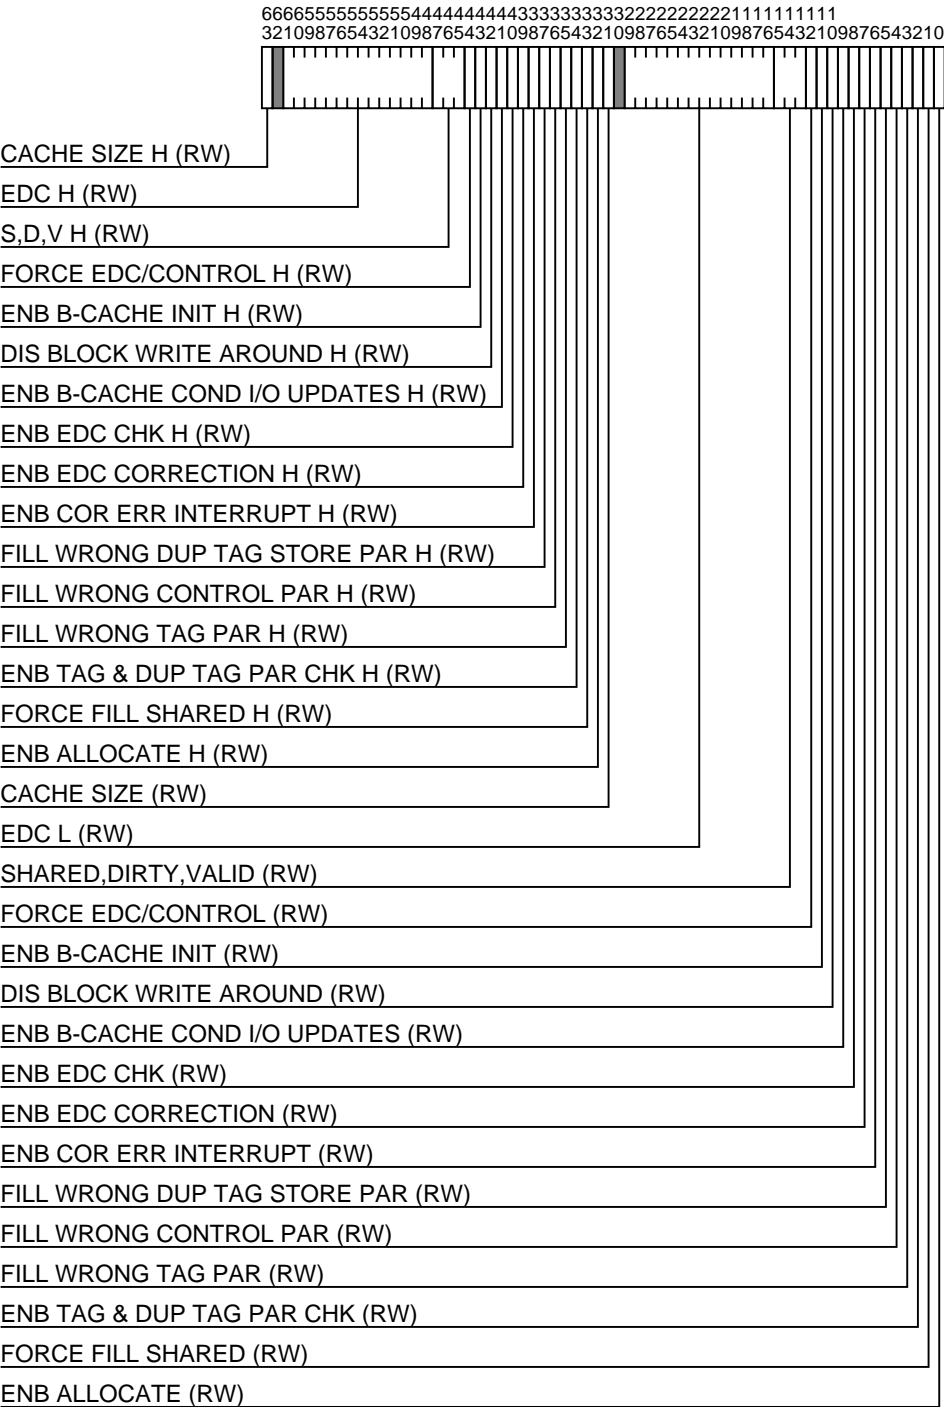 666655555555554444444444333333333322222222221111111111
3210987654321098765432109876543210987654321098765432109876543210
CACHE SIZE H (RW)
EDC H (RW)
S,D,V H (RW)
FORCE EDC/CONTROL H (RW)
ENB B-CACHE INIT H (RW)
DIS BLOCK WRITE AROUND H (RW)
ENB B-CACHE COND I/O UPDATES H (RW)
ENB EDC CHK H (RW)
ENB EDC CORRECTION H (RW)
ENB COR ERR INTERRUPT H (RW)
FILL WRONG DUP TAG STORE PAR H (RW)
FILL WRONG CONTROL PAR H (RW)
FILL WRONG TAG PAR H (RW)
ENB TAG & DUP TAG PAR CHK H (RW)
FORCE FILL SHARED H (RW)
ENB ALLOCATE H (RW)
CACHE SIZE (RW)
EDC L (RW)
SHARED,DIRTY,VALID (RW)
FORCE EDC/CONTROL (RW)
ENB B-CACHE INIT (RW)
DIS BLOCK WRITE AROUND (RW)
ENB B-CACHE COND I/O UPDATES (RW)
ENB EDC CHK (RW)
ENB EDC CORRECTION (RW)
ENB COR ERR INTERRUPT (RW)
FILL WRONG DUP TAG STORE PAR (RW)
FILL WRONG CONTROL PAR (RW)
FILL WRONG TAG PAR (RW)
ENB TAG & DUP TAG PAR CHK (RW)
FORCE FILL SHARED (RW)
ENB ALLOCATE (RW)